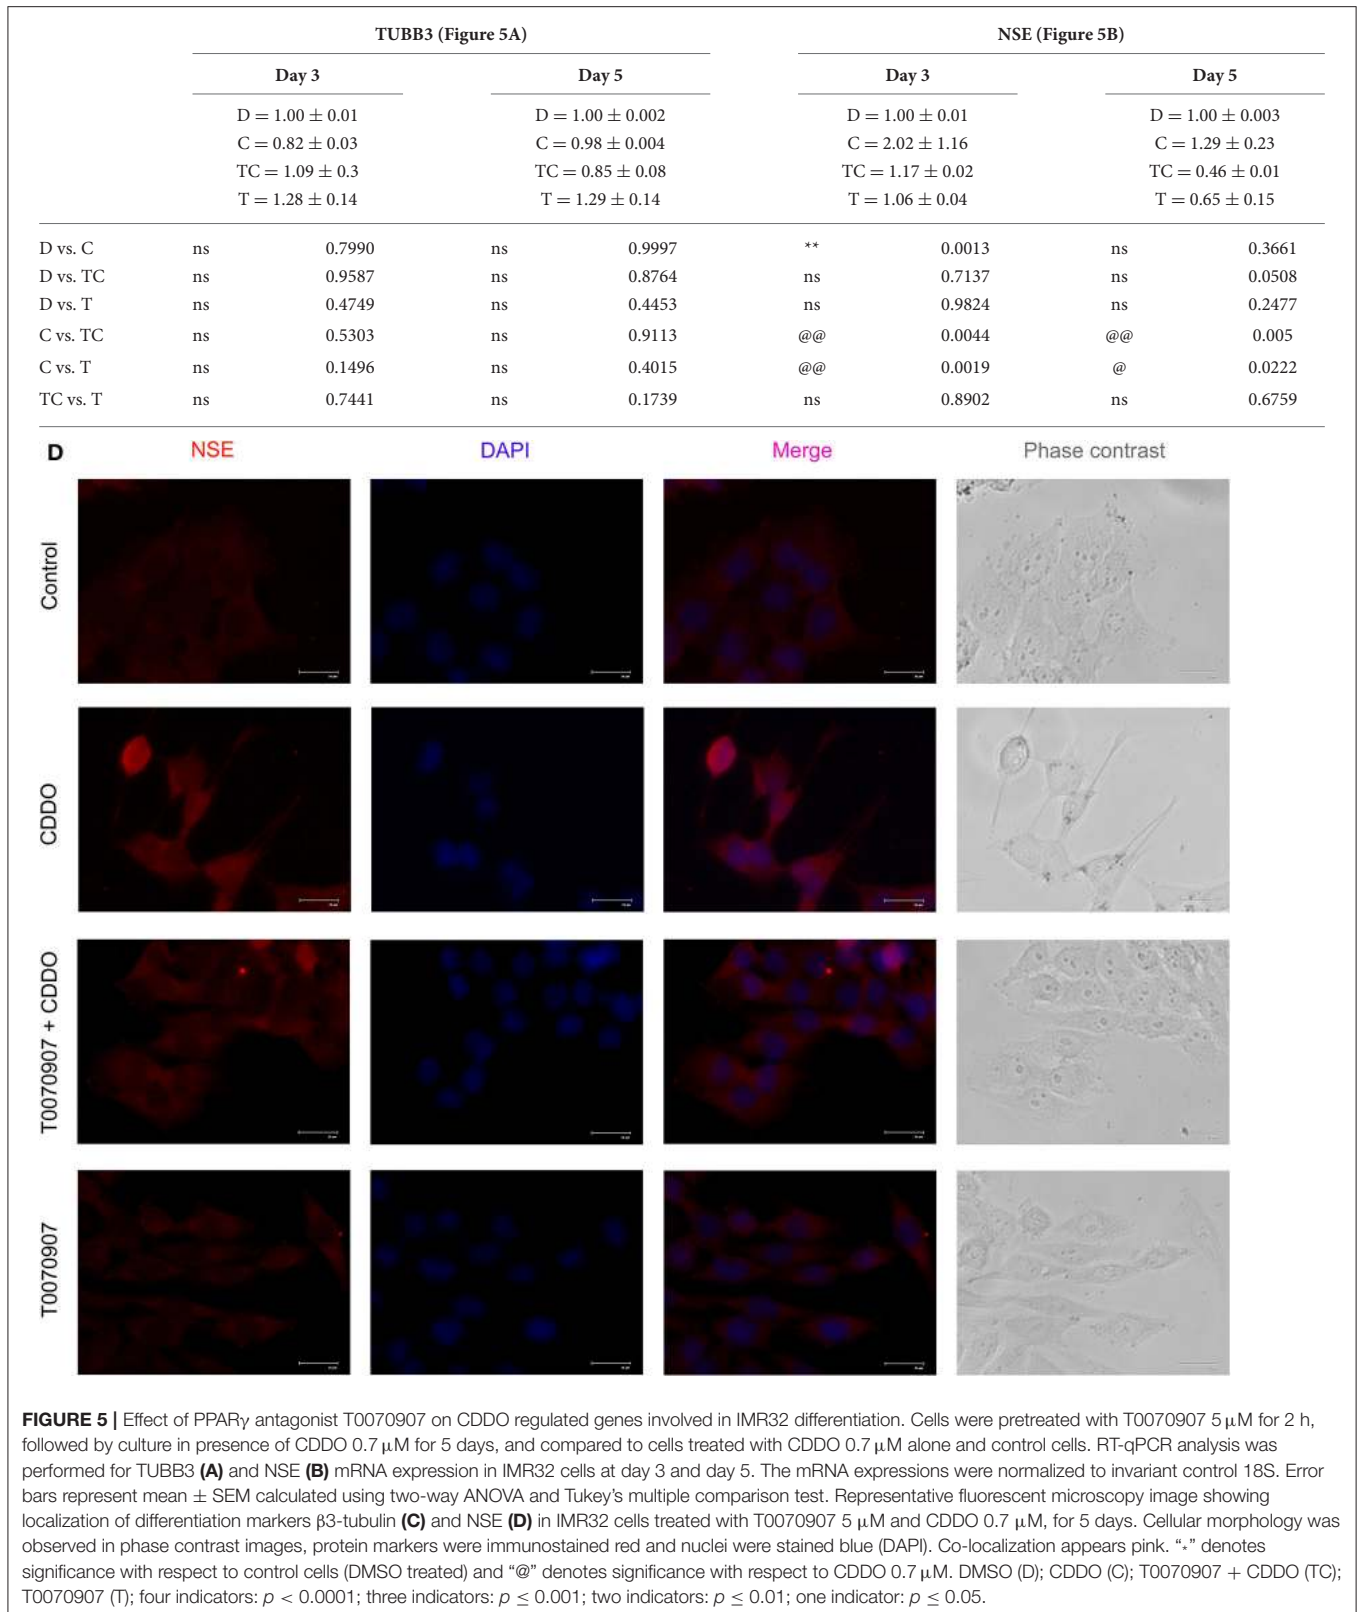 TUBB3 (Figure 5A) NSE (Figure 5B)
Day 3 Day 5 Day 3 Day 5
D = 1.00 ± 0.01 D = 1.00 ± 0.002 D = 1.00 ± 0.01 D = 1.00 ± 0.003
C = 0.82 ± 0.03 C = 0.98 ± 0.004 C = 2.02 ± 1.16 C = 1.29 ± 0.23
TC = 1.09 ± 0.3 TC = 0.85 ± 0.08 TC = 1.17 ± 0.02 TC = 0.46 ± 0.01
T = 1.28 ± 0.14 T = 1.29 ± 0.14 T = 1.06 ± 0.04 T = 0.65 ± 0.15
D vs. C ns 0.7990 ns 0.9997 ** 0.0013 ns 0.3661
D vs. TC ns 0.9587 ns 0.8764 ns 0.7137 ns 0.0508
D vs. T ns 0.4749 ns 0.4453 ns 0.9824 ns 0.2477
C vs. TC ns 0.5303 ns 0.9113 @@ 0.0044 @@ 0.005
C vs. T ns 0.1496 ns 0.4015 @@ 0.0019 @ 0.0222
TC vs. T ns 0.7441 ns 0.1739 ns 0.8902 ns 0.6759
D NSE DAPI Merge Phase contrast
Control
CDDO
T0070907 + CDDO
T0070907
FIGURE 5 | Effect of PPARγ antagonist T0070907 on CDDO regulated genes involved in IMR32 differentiation. Cells were pretreated with T0070907 5 μM for 2 h,
followed by culture in presence of CDDO 0.7 μM for 5 days, and compared to cells treated with CDDO 0.7 μM alone and control cells. RT-qPCR analysis was
performed for TUBB3 (A) and NSE (B) mRNA expression in IMR32 cells at day 3 and day 5. The mRNA expressions were normalized to invariant control 18S. Error
bars represent mean ± SEM calculated using two-way ANOVA and Tukey's multiple comparison test. Representative fluorescent microscopy image showing
localization of differentiation markers β3-tubulin (C) and NSE (D) in IMR32 cells treated with T0070907 5 μM and CDDO 0.7 μM, for 5 days. Cellular morphology was
observed in phase contrast images, protein markers were immunostained red and nuclei were stained blue (DAPI). Co-localization appears pink. "*" denotes
significance with respect to control cells (DMSO treated) and "@" denotes significance with respect to CDDO 0.7 μM. DMSO (D); CDDO (C); T0070907 + CDDO (TC);
T0070907 (T); four indicators: p < 0.0001; three indicators: p ≤ 0.001; two indicators: p ≤ 0.01; one indicator: p ≤ 0.05.